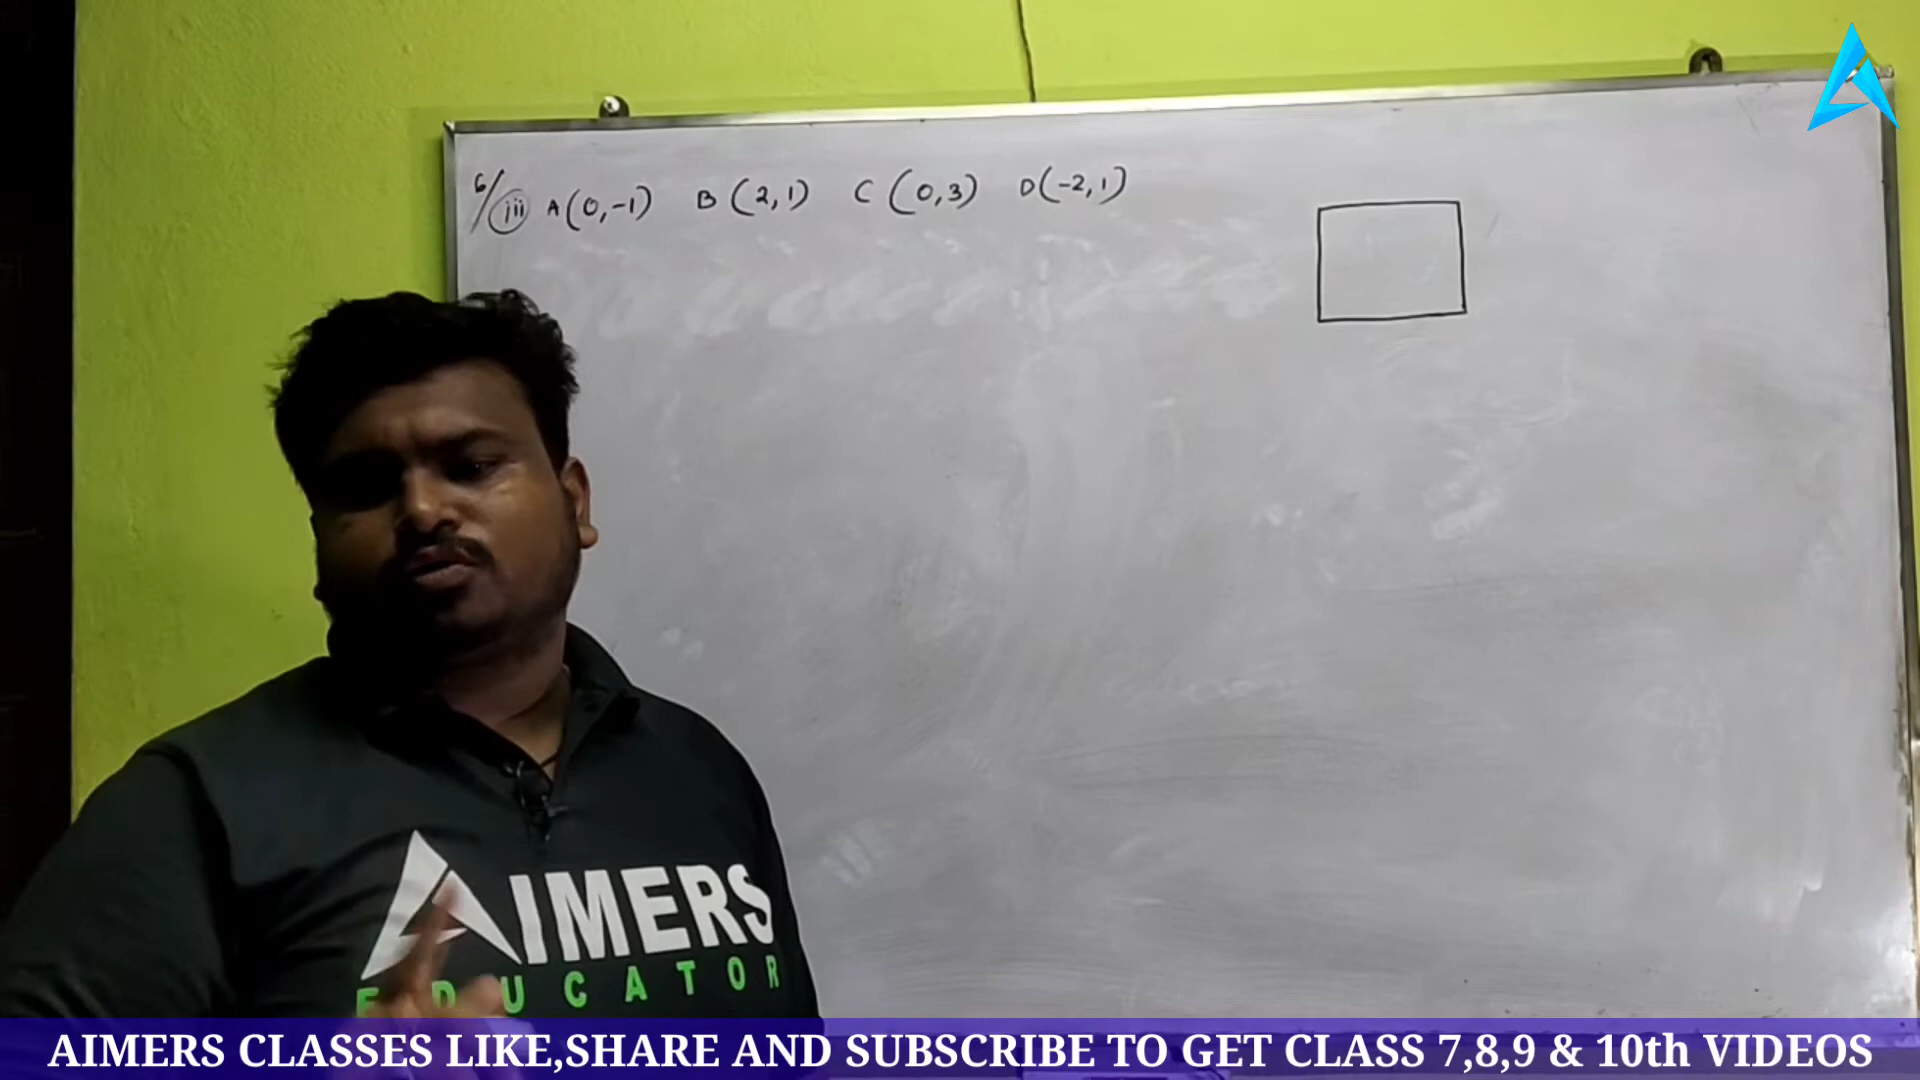 6/ iii A(0,-1) B(2,1) C(0,3) D(-2,1)
AIMERS
EDUCATOR
AIMERS CLASSES LIKE,SHARE AND SUBSCRIBE TO GET CLASS 7,8,9 & 10th VIDEOS